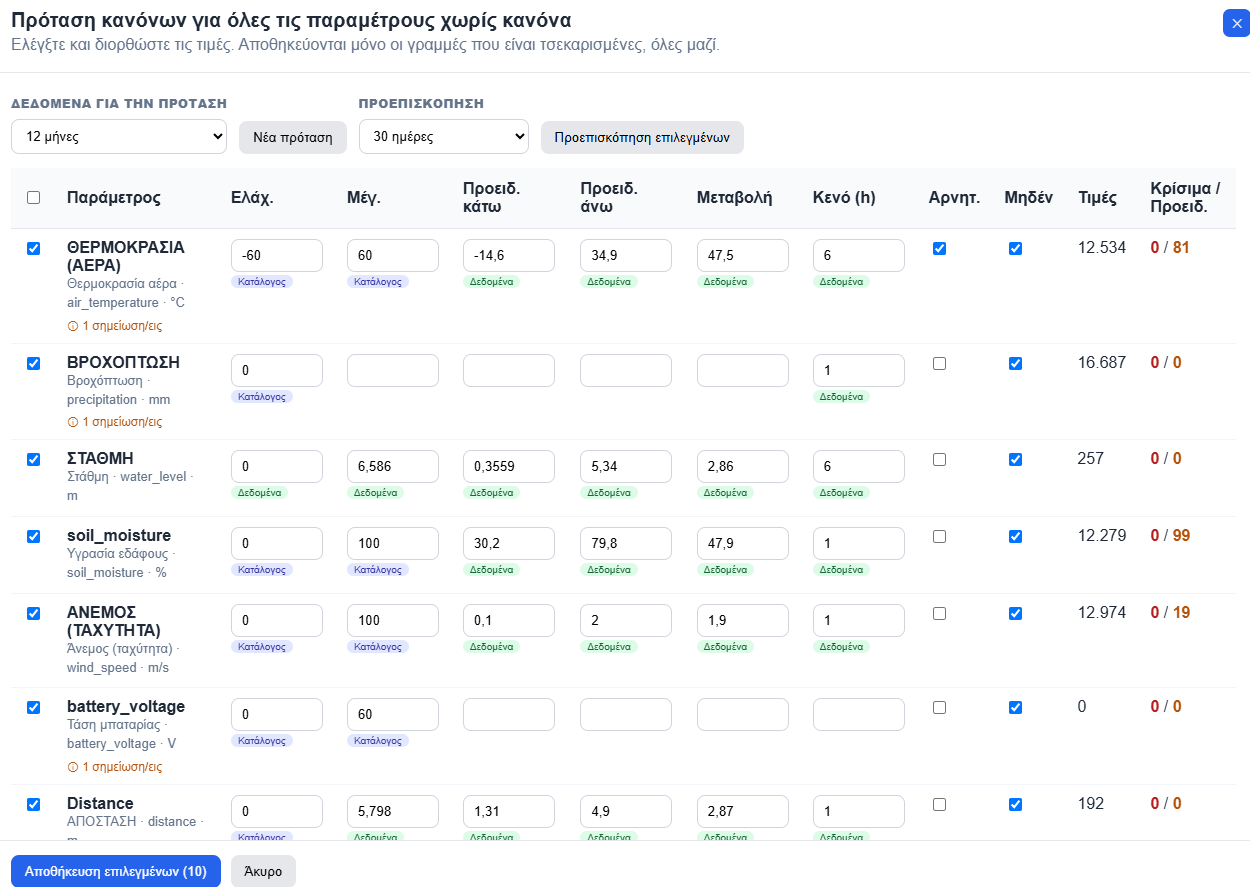 Πρόταση κανόνων για όλες τις παραμέτρους χωρίς κανόνα
Ελέγξτε και διορθώστε τις τιμές. Αποθηκεύονται μόνο οι γραμμές που είναι τσεκαρισμένες, όλες μαζί.
ΔΕΔΟΜΕΝΑ ΓΙΑ ΤΗΝ ΠΡΟΤΑΣΗ ΠΡΟΕΠΙΣΚΟΠΗΣΗ
12 μήνες Νέα πρόταση 30 ημέρες Προεπισκόπηση επιλεγμένων
Παράμετρος Ελάχ. Μέγ. Προειδ. κάτω Προειδ. άνω Μεταβολή Κενό (h) Αρνητ. Μηδέν Τιμές Κρίσιμα / Προειδ.
ΘΕΡΜΟΚΡΑΣΙΑ (ΑΕΡΑ) -60 60 -14,6 34,9 47,5 6 12.534 0 / 81
Κατάλογος Κατάλογος Δεδομένα Δεδομένα Δεδομένα Δεδομένα
Θερμοκρασία αέρα ·
air_temperature · °C
1 σημείωση/εις
ΒΡΟΧΟΠΤΩΣΗ 0 1 16.687 0 / 0
Κατάλογος Δεδομένα
Βροχόπτωση ·
precipitation · mm
1 σημείωση/εις
ΣΤΑΘΜΗ 0 6,586 0,3559 5,34 2,86 6 257 0 / 0
Δεδομένα Δεδομένα Δεδομένα Δεδομένα Δεδομένα Δεδομένα
Στάθμη · water_level ·
m
soil_moisture 0 100 30,2 79,8 47,9 1 12.279 0 / 99
Κατάλογος Κατάλογος Δεδομένα Δεδομένα Δεδομένα Δεδομένα
Υγρασία εδάφους ·
soil_moisture · %
ΑΝΕΜΟΣ (ΤΑΧΥΤΗΤΑ) 0 100 0,1 2 1,9 1 12.974 0 / 19
Κατάλογος Κατάλογος Δεδομένα Δεδομένα Δεδομένα Δεδομένα
Άνεμος (ταχύτητα) ·
wind_speed · m/s
battery_voltage 0 60 0 0 / 0
Κατάλογος Κατάλογος
Τάση μπαταρίας ·
battery_voltage · V
1 σημείωση/εις
Distance 0 5,798 1,31 4,9 2,87 1 192 0 / 0
Κατάλογος Δεδομένα Δεδομένα Δεδομένα Δεδομένα Δεδομένα
ΑΠΟΣΤΑΣΗ · distance ·
m
Αποθήκευση επιλεγμένων (10) Άκυρο